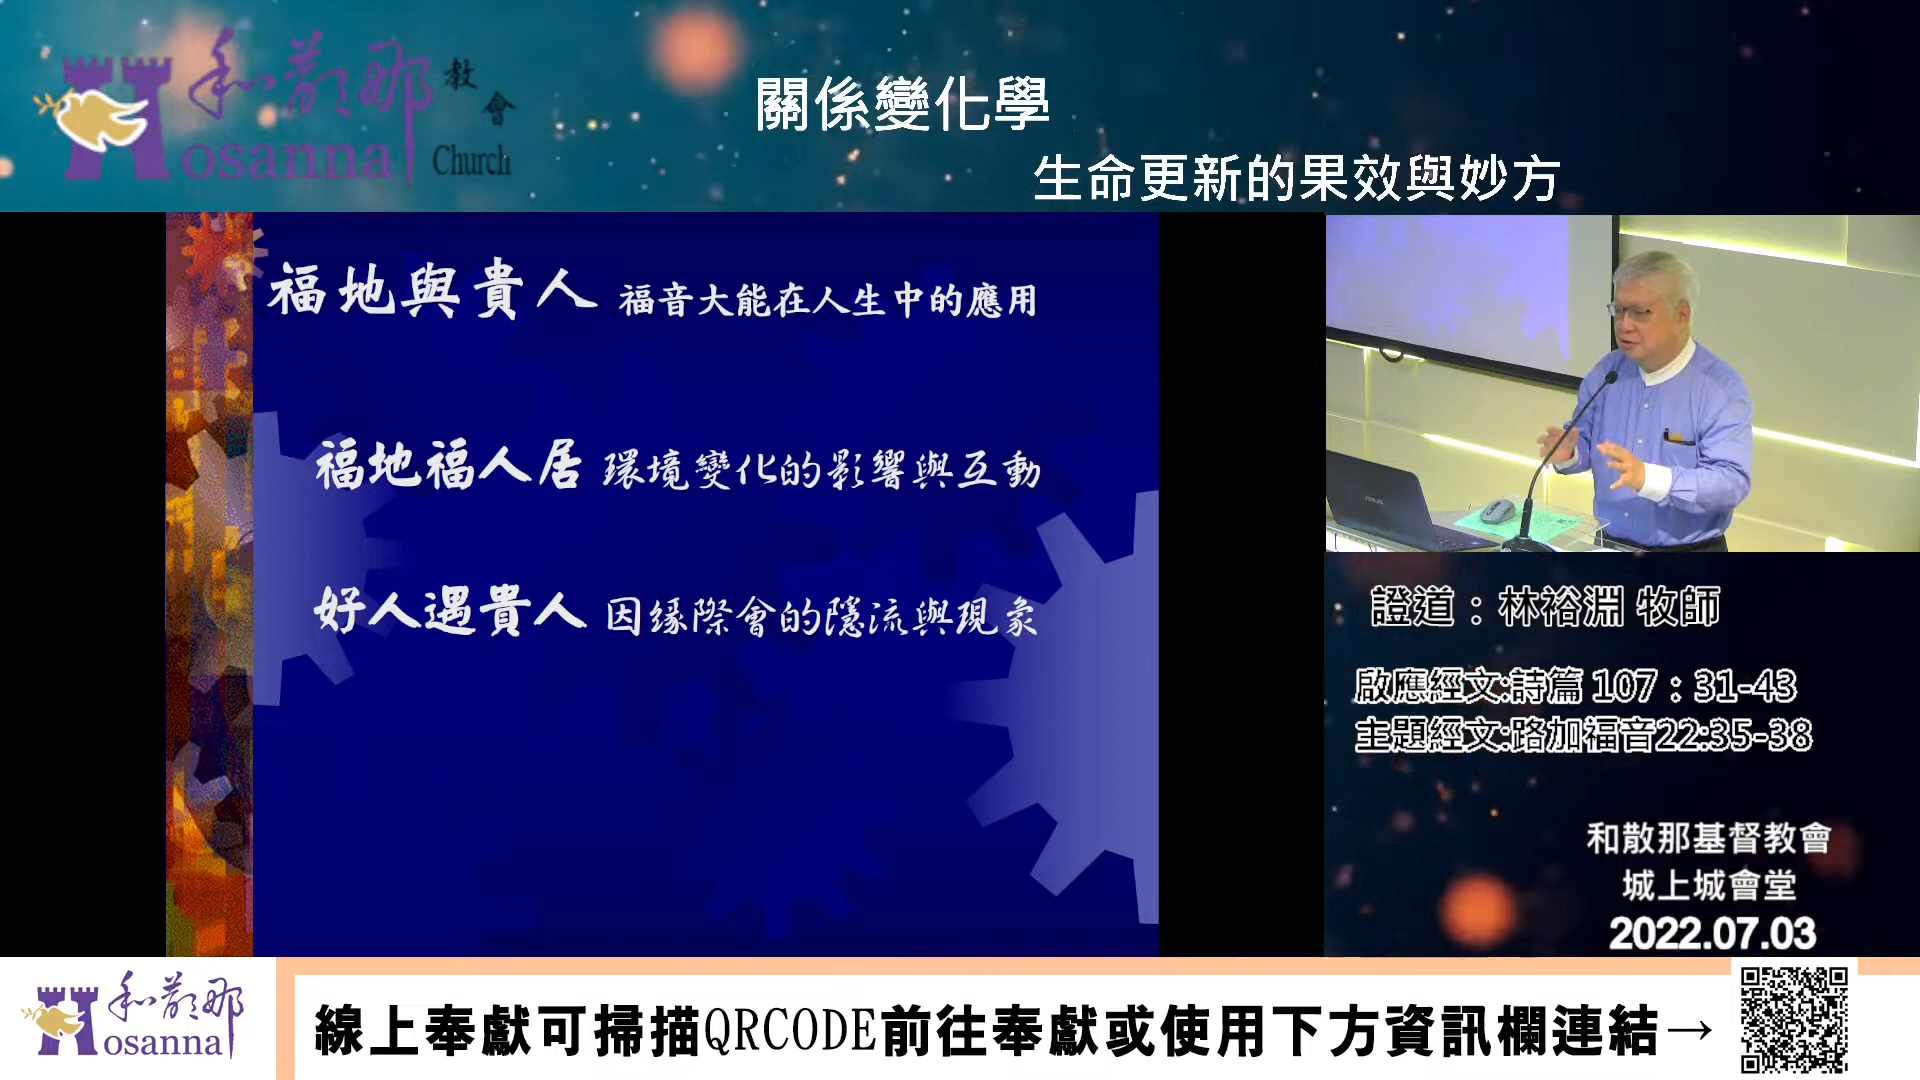 和散那教會
Hosanna Church
關係變化學
生命更新的果效與妙方
福地與貴人 福音大能在人生中的應用
福地福人居 環境變化的影響與互動
好人遇貴人 因緣際會的隱流與現象
ASUS
證道：林裕淵 牧師
啟應經文:詩篇 107：31-43
主題經文:路加福音22:35-38
和散那基督教會
城上城會堂
2022.07.03
和散那
Hosanna
線上奉獻可掃描QRCODE前往奉獻或使用下方資訊欄連結→